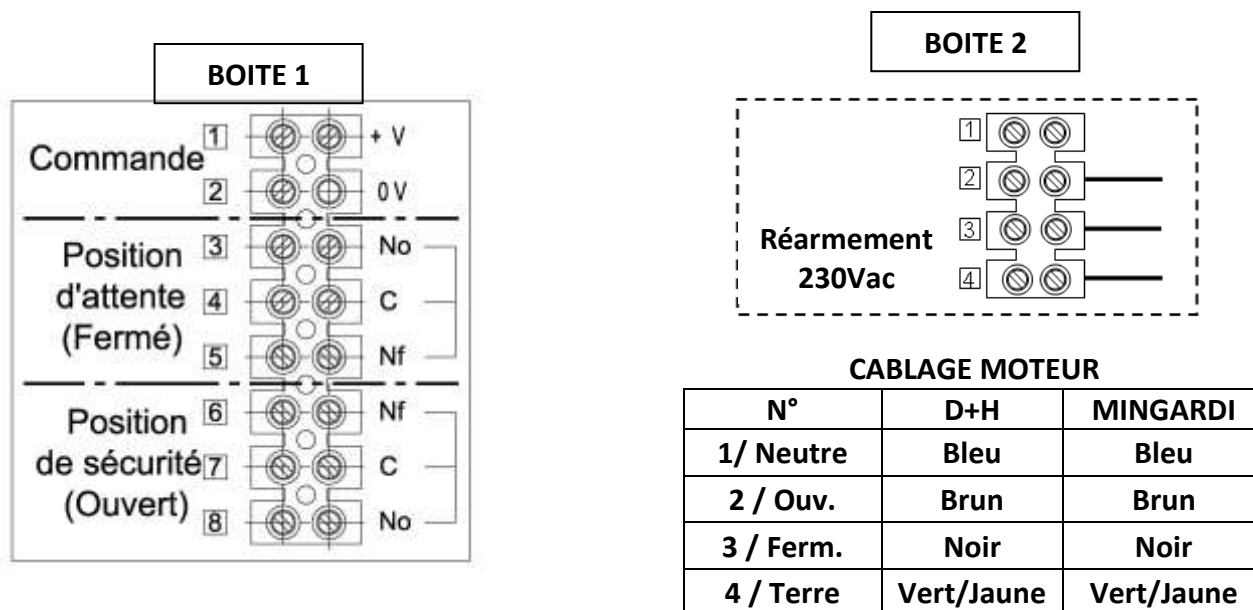 BOITE 1
Commande
1 + V
2 0 V
Position
d'attente
(Fermé)
3 No
4 C
5 Nf
Position
de sécurité
(Ouvert)
6 Nf
7 C
8 No
BOITE 2
1
2
3
4
Réarmement
230Vac
CABLAGE MOTEUR
N° D+H MINGARDI
1/ Neutre Bleu Bleu
2 / Ouv. Brun Brun
3 / Ferm. Noir Noir
4 / Terre Vert/Jaune Vert/Jaune